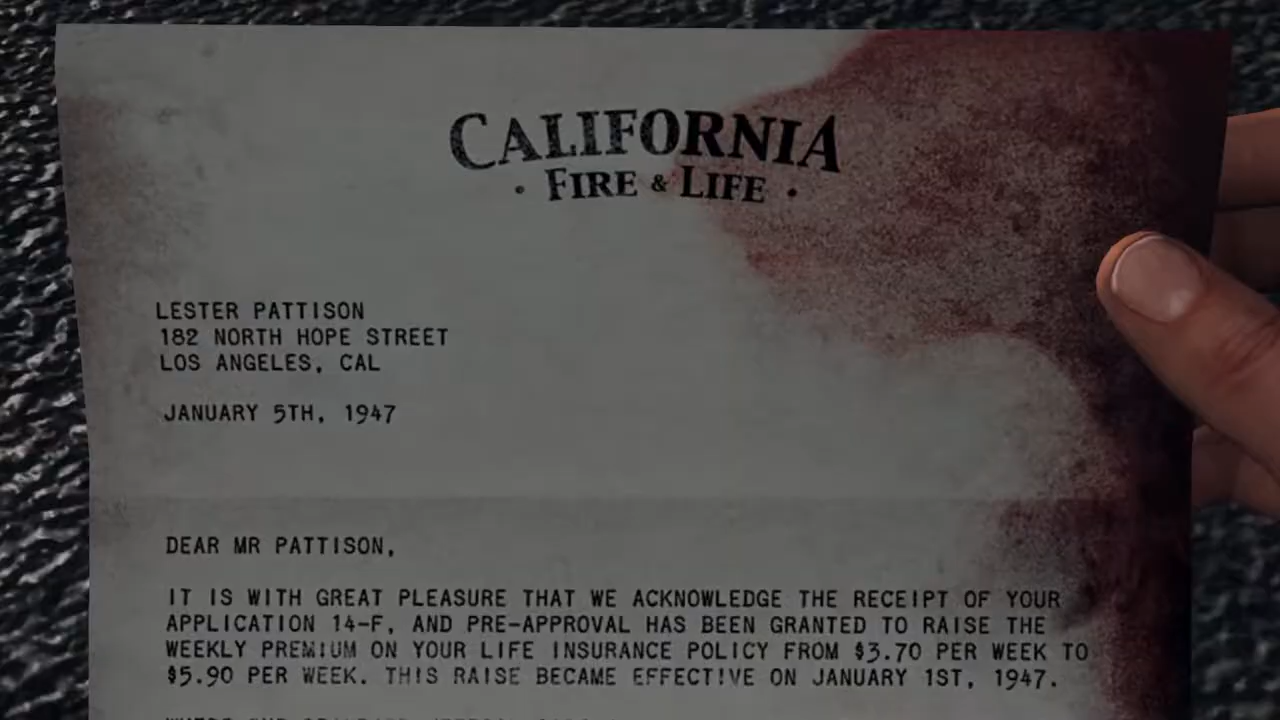 CALIFORNIA
· FIRE & LIFE ·
LESTER PATTISON
182 NORTH HOPE STREET
LOS ANGELES, CAL
JANUARY 5TH, 1947
DEAR MR PATTISON,
IT IS WITH GREAT PLEASURE THAT WE ACKNOWLEDGE THE RECEIPT OF YOUR
APPLICATION 14-F, AND PRE-APPROVAL HAS BEEN GRANTED TO RAISE THE
WEEKLY PREMIUM ON YOUR LIFE INSURANCE POLICY FROM $3.70 PER WEEK TO
$5.90 PER WEEK. THIS RAISE BECAME EFFECTIVE ON JANUARY 1ST, 1947.